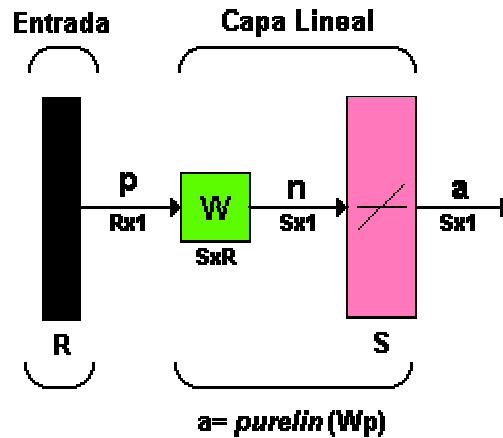 Entrada
Capa Lineal
p
Rx1
W
SxR
n
Sx1
a
Sx1
R
S
a= purelin(Wp)